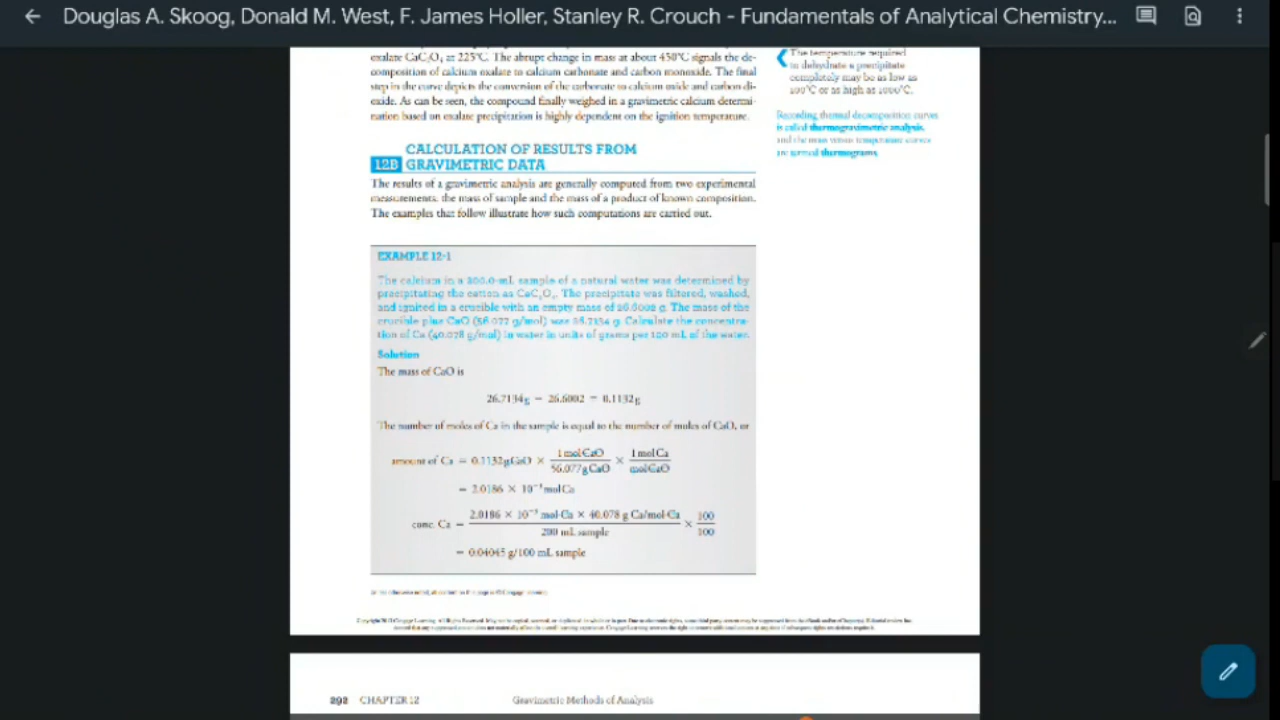 Douglas A. Skoog, Donald M. West, F. James Holler, Stanley R. Crouch - Fundamentals of Analytical Chemistry...
oxalate CaC₂O₄ at 225°C. The abrupt change in mass at about 450°C signals the de-
composition of calcium oxalate to calcium carbonate and carbon monoxide. The final
step in the curve depicts the conversion of the carbonate to calcium oxide and carbon di-
oxide. As can be seen, the compound finally weighed in a gravimetric calcium determi-
nation based on oxalate precipitation is highly dependent on the ignition temperature.
The temperature required
to dehydrate a precipitate
completely may be as low as
100°C or as high as 1000°C.
Recording thermal decomposition curves
is called thermogravimetric analysis,
and the mass versus temperature curves
are termed thermograms.
CALCULATION OF RESULTS FROM
12B GRAVIMETRIC DATA
The results of a gravimetric analysis are generally computed from two experimental
measurements: the mass of sample and the mass of a product of known composition.
The examples that follow illustrate how such computations are carried out.
EXAMPLE 12-1
The calcium in a 200.0-mL sample of a natural water was determined by
precipitating the cation as CaC₂O₄. The precipitate was filtered, washed,
and ignited in a crucible with an empty mass of 26.6002 g. The mass of the
crucible plus CaO (56.077 g/mol) was 26.7134 g. Calculate the concentra-
tion of Ca (40.078 g/mol) in water in units of grams per 100 mL of the water.
Solution
The mass of CaO is
26.7134g − 26.6002 = 0.1132g
The number of moles of Ca in the sample is equal to the number of moles of CaO, or
amount of Ca = 0.1132 g CaO × 1 mol CaO / 56.077 g CaO × 1 mol Ca / mol CaO
= 2.0186 × 10⁻³ mol Ca
conc. Ca = 2.0186 × 10⁻³ mol Ca × 40.078 g Ca/mol Ca / 200 mL sample × 100 / 100
= 0.04045 g/100 mL sample
292 CHAPTER 12 Gravimetric Methods of Analysis